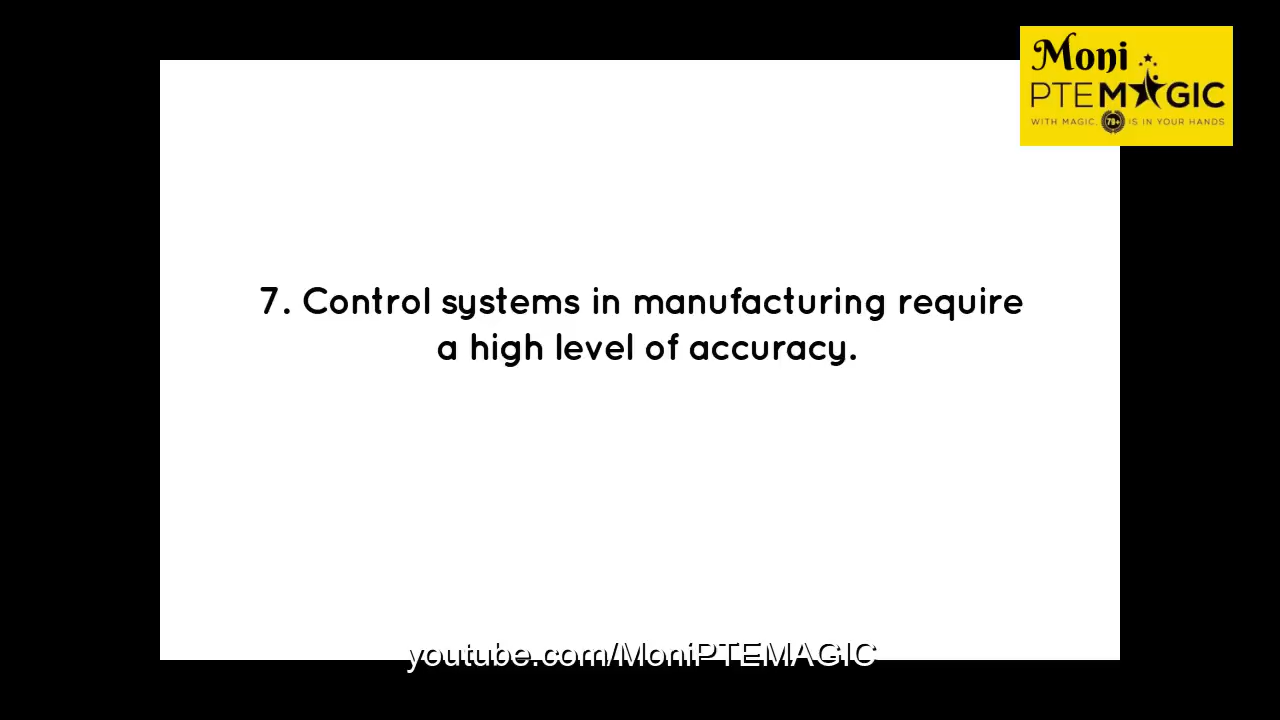 Moni
PTEMAGIC
WITH MAGIC, 79+ IS IN YOUR HANDS
7. Control systems in manufacturing require
a high level of accuracy.
youtube.com/MoniPTEMAGIC